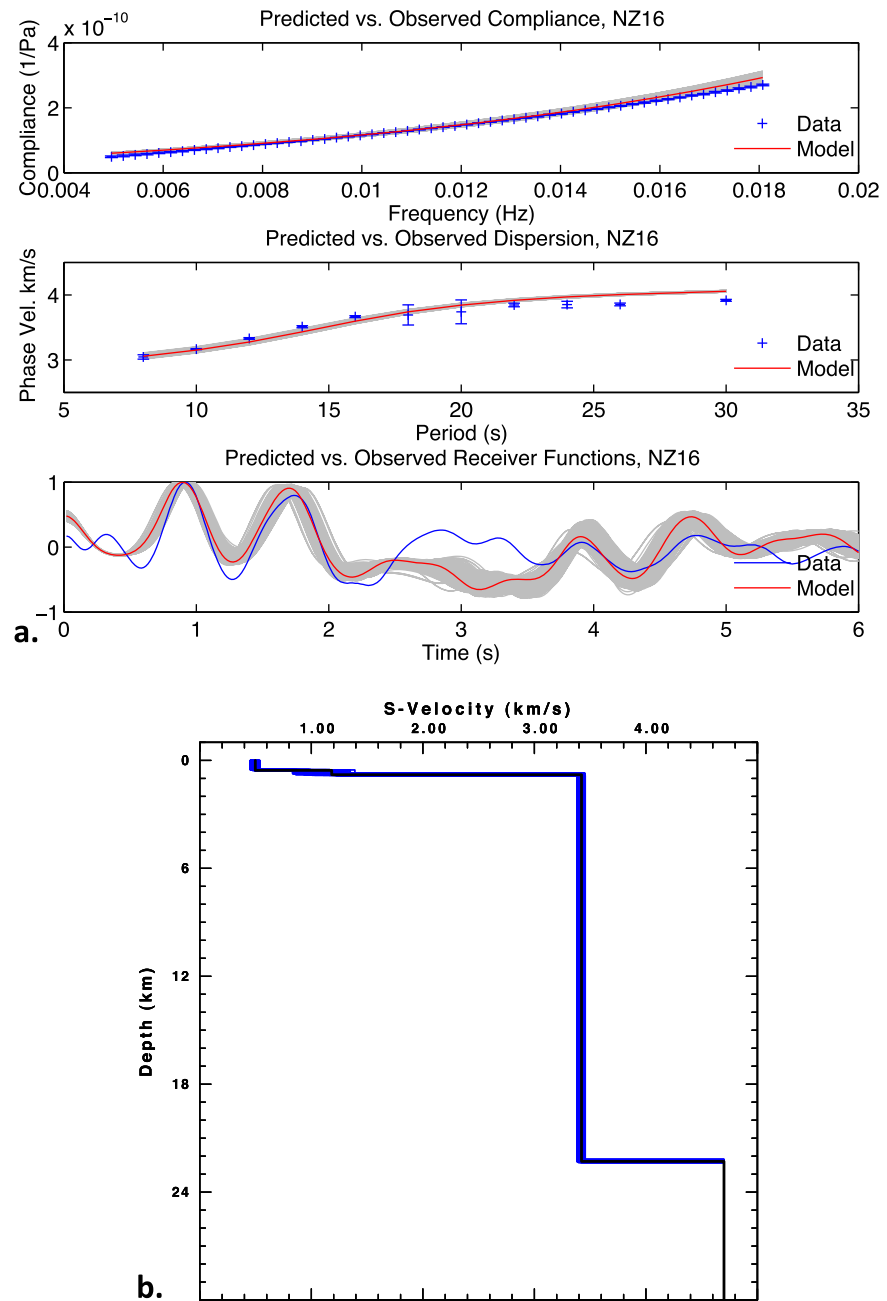 x 10⁻¹⁰
Predicted vs. Observed Compliance, NZ16
Compliance (1/Pa)
4
2
0
Data
Model
0.004 0.006 0.008 0.01 0.012 0.014 0.016 0.018 0.02
Frequency (Hz)
Predicted vs. Observed Dispersion, NZ16
Phase Vel. km/s
4
3
Data
Model
5 10 15 20 25 30 35
Period (s)
Predicted vs. Observed Receiver Functions, NZ16
1
0
−1
Data
Model
0 1 2 3 4 5 6
Time (s)
a.
S-Velocity (km/s)
1.00 2.00 3.00 4.00
0
6
12
18
24
Depth (km)
b.